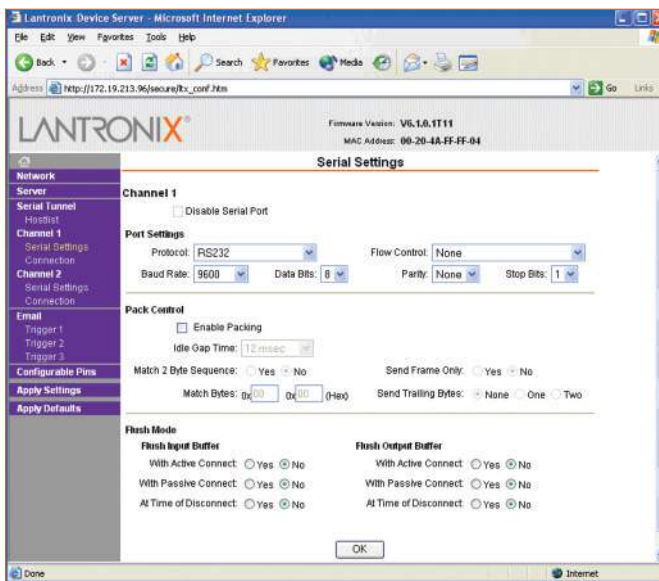 Lantronix Device Server - Microsoft Internet Explorer
File Edit View Favorites Tools Help
Back Search Favorites Media
Address http://172.19.213.96/secure/ltx_conf.htm Go Links
LANTRONIX®
Firmware Version: V6.1.0.1T11
MAC Address: 00-20-4A-FF-FF-04
Serial Settings
Network
Server
Serial Tunnel
Hostlist
Channel 1
Serial Settings
Connection
Channel 2
Serial Settings
Connection
Email
Trigger 1
Trigger 2
Trigger 3
Configurable Pins
Apply Settings
Apply Defaults
Channel 1
Disable Serial Port
Port Settings
Protocol: RS232 Flow Control: None
Baud Rate: 9600 Data Bits: 8 Parity: None Stop Bits: 1
Pack Control
Enable Packing
Idle Gap Time: 12 msec
Match 2 Byte Sequence: Yes No Send Frame Only: Yes No
Match Bytes: 0x 00 0x 00 (Hex) Send Trailing Bytes: None One Two
Flush Mode
Flush Input Buffer Flush Output Buffer
With Active Connect: Yes No With Active Connect: Yes No
With Passive Connect: Yes No With Passive Connect: Yes No
At Time of Disconnect: Yes No At Time of Disconnect: Yes No
OK
Done Internet